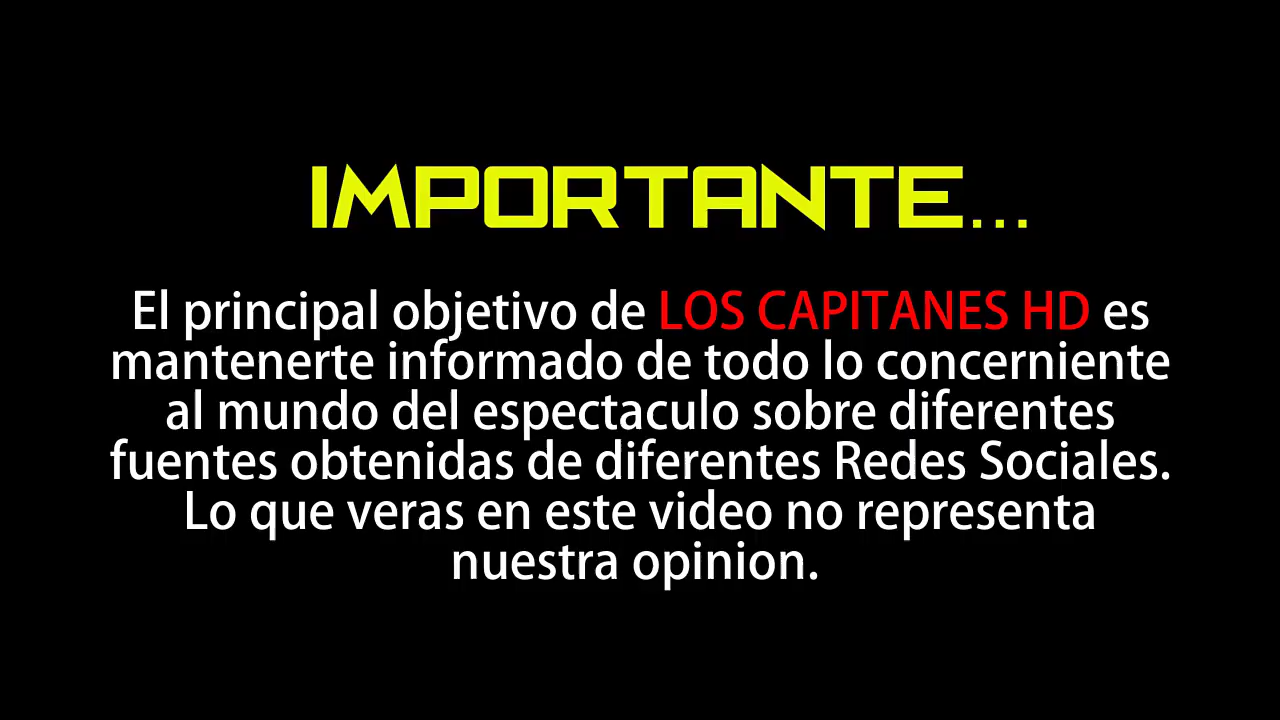 IMPORTANTE...
El principal objetivo de LOS CAPITANES HD es
mantenerte informado de todo lo concerniente
al mundo del espectaculo sobre diferentes
fuentes obtenidas de diferentes Redes Sociales.
Lo que veras en este video no representa
nuestra opinion.